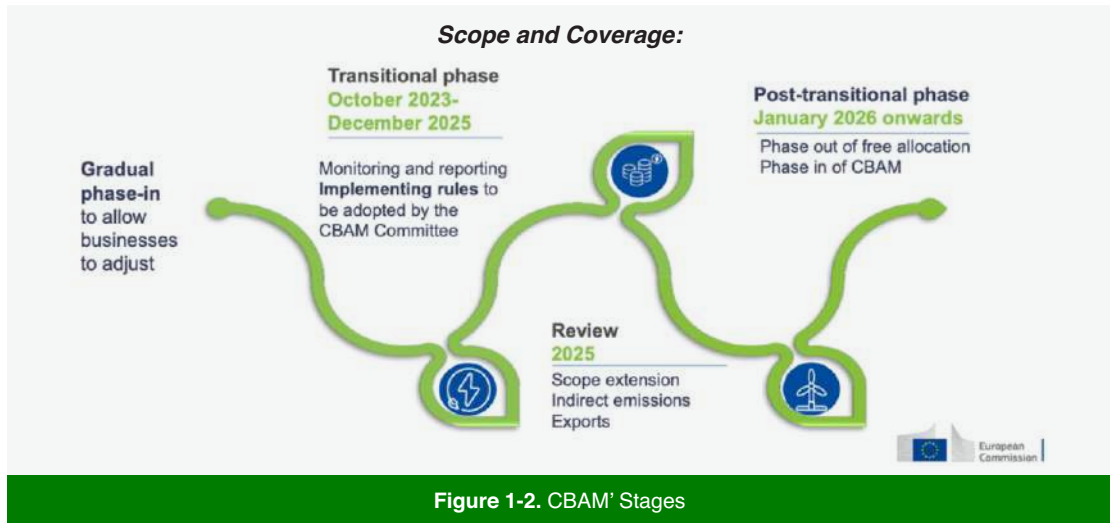 Scope and Coverage:
Gradual
phase-in
to allow
businesses
to adjust
Transitional phase
October 2023-
December 2025
Monitoring and reporting
Implementing rules to
be adopted by the
CBAM Committee
Review
2025
Scope extension
Indirect emissions
Exports
Post-transitional phase
January 2026 onwards
Phase out of free allocation
Phase in of CBAM
European
Commission
Figure 1-2. CBAM' Stages